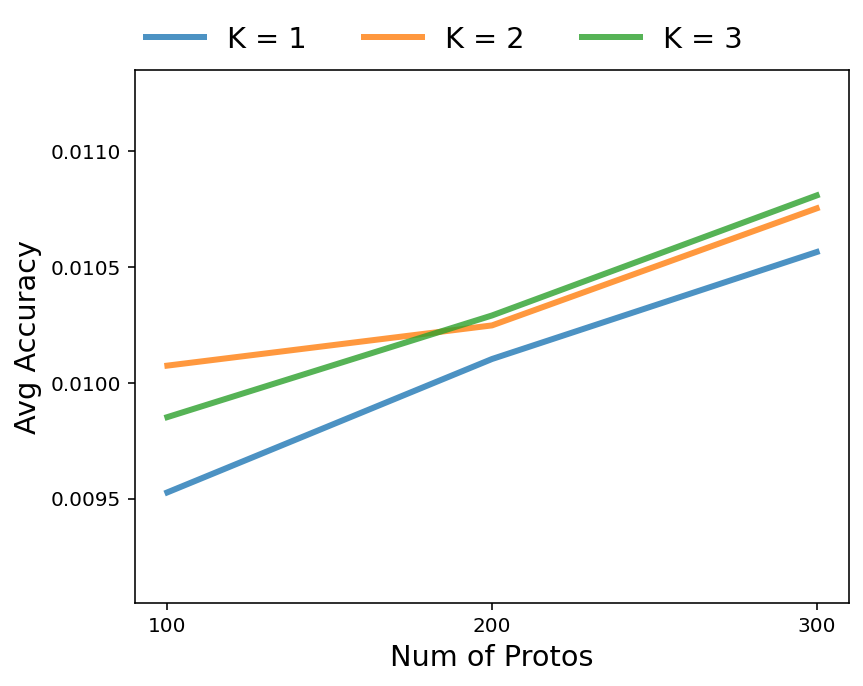 K = 1 K = 2 K = 3
Avg Accuracy
0.0110
0.0105
0.0100
0.0095
100 200 300
Num of Protos